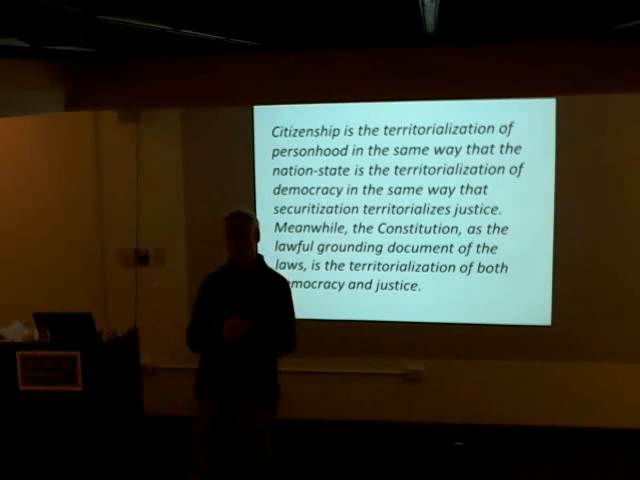 Citizenship is the territorialization of
personhood in the same way that the
nation-state is the territorialization of
democracy in the same way that
securitization territorializes justice.
Meanwhile, the Constitution, as the
lawful grounding document of the
laws, is the territorialization of both
mocracy and justice.